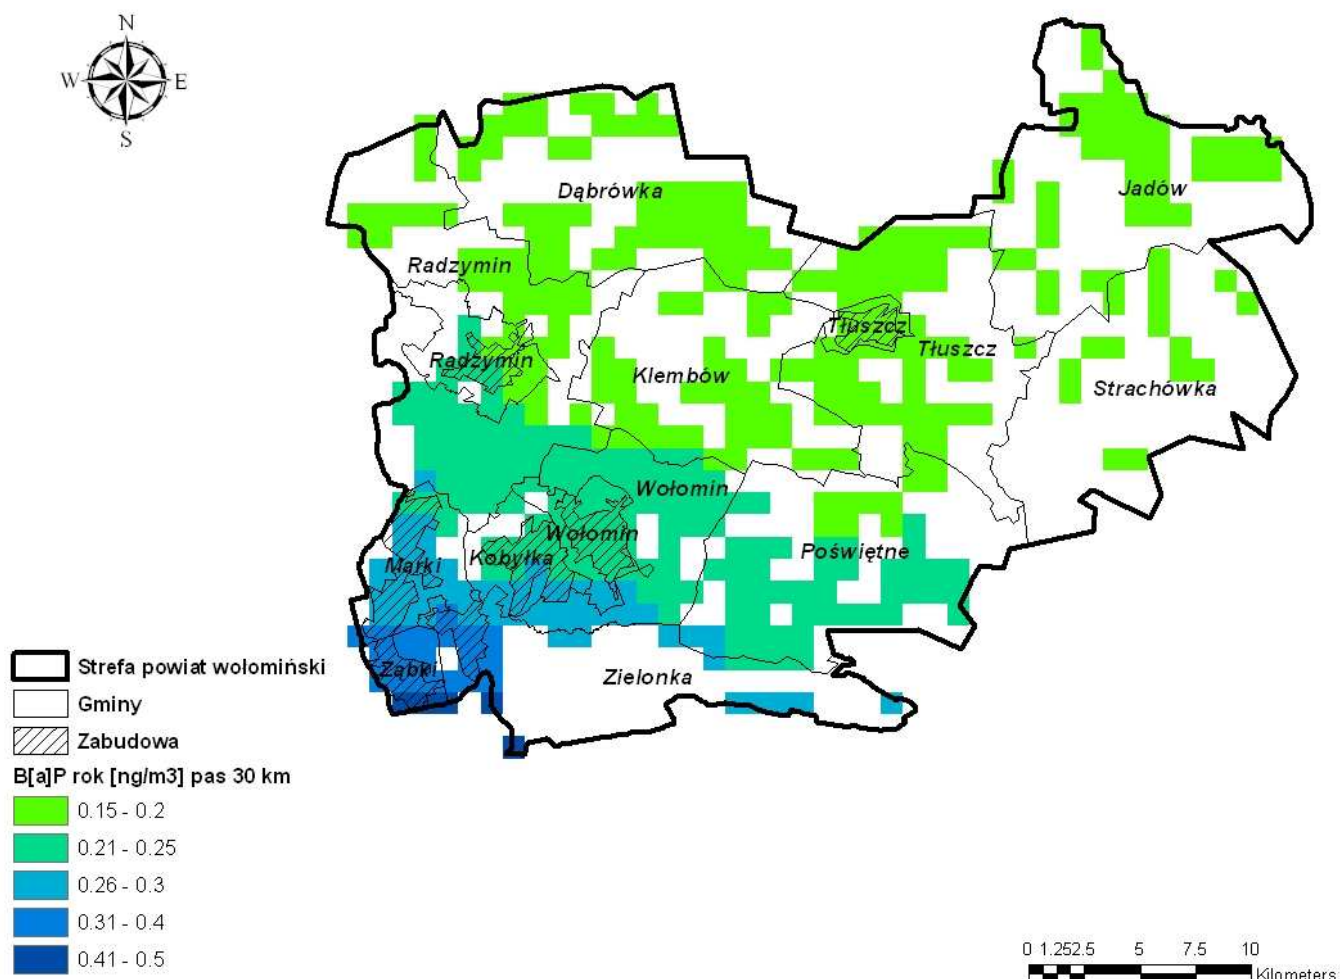 N
W E
S
Jadów
Dąbrówka
Radzymin
Tłuszcz
Tłuszcz
Radzymin
Klembów
Strachówka
Wołomin
Wołomin
Poświętne
Kobyłka
Marki
Ząbki
Zielonka
Strefa powiat wołomiński
Gminy
Zabudowa
B[a]P rok [ng/m3] pas 30 km
0.15 - 0.2
0.21 - 0.25
0.26 - 0.3
0.31 - 0.4
0.41 - 0.5
0 1.252.5 5 7.5 10
Kilometers